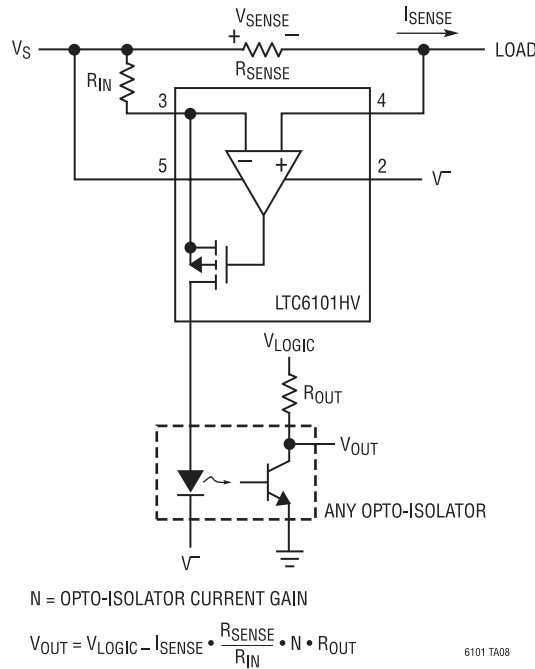 V_SENSE
I_SENSE
V_S
+
−
LOAD
R_SENSE
R_IN
3
4
−
+
5
2
V⁻
LTC6101HV
V_LOGIC
R_OUT
V_OUT
ANY OPTO-ISOLATOR
V⁻
N = OPTO-ISOLATOR CURRENT GAIN
V_OUT = V_LOGIC – I_SENSE • R_SENSE / R_IN • N • R_OUT
6101 TA08